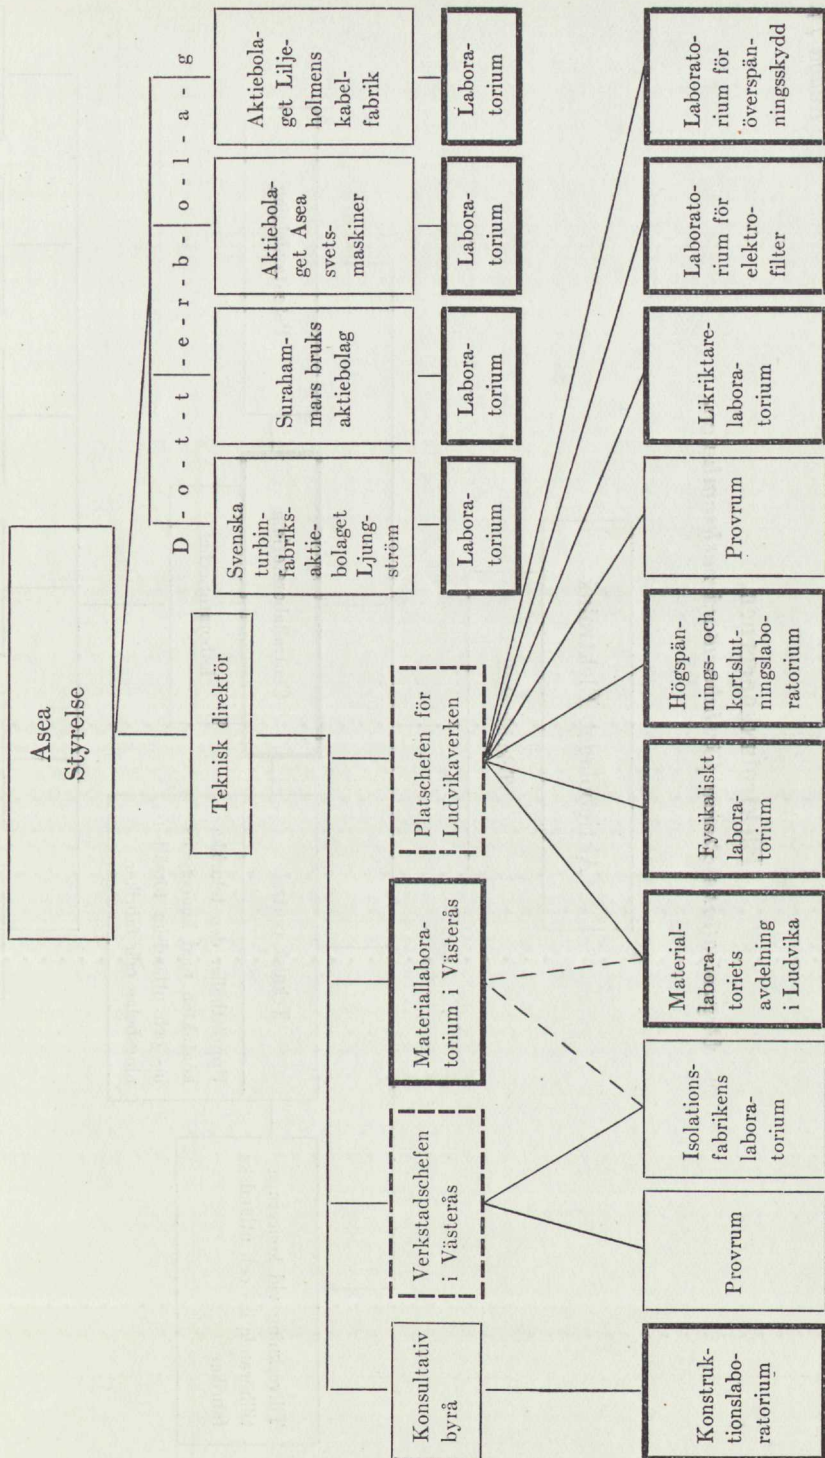 Asea
Styrelse
D-o-t-t-e-r-b-o-l-a-g
Teknisk direktör
Svenska
turbin-
fabriks-
aktie-
bolaget
Ljung-
ström
Suraham-
mars bruks
aktiebolag
Aktiebola-
get Asea
svets-
maskiner
Aktiebola-
get Lilje-
holmens
kabel-
fabrik
Labora-
torium
Labora-
torium
Labora-
torium
Labora-
torium
Konsultativ
byrå
Verkstadschefen
i Västerås
Materiallabora-
torium i Västerås
Platschefen för
Ludvikaverken
Konstruk-
tionslabo-
ratorium
Provrum
Isolations-
fabrikens
labora-
torium
Material-
labora-
toriets
avdelning
i Ludvika
Fysikaliskt
labora-
torium
Högspän-
nings- och
kortslut-
ningslabo-
ratorium
Provrum
Likriktare-
labora-
torium
Laborato-
rium för
elektro-
filter
Laborato-
rium för
överspän-
ningsskydd